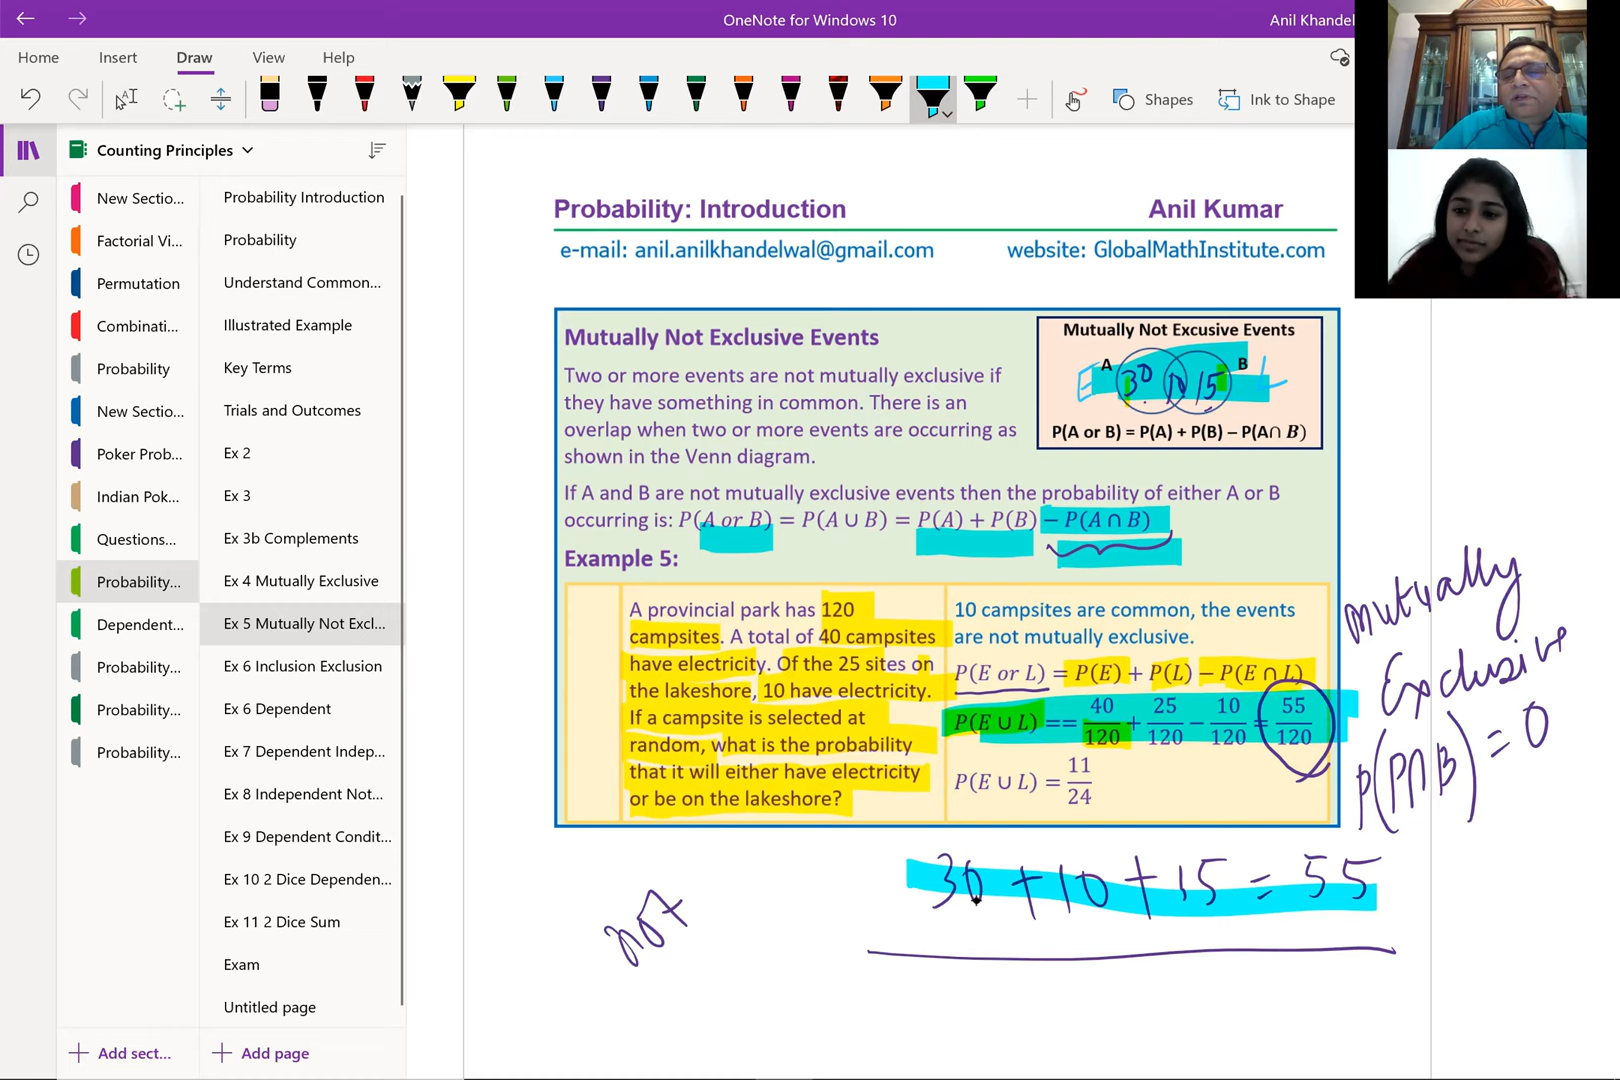 OneNote for Windows 10
Anil Khandel
Home Insert Draw View Help
Shapes Ink to Shape
Counting Principles
New Sectio...
Factorial Vi...
Permutation
Combinati...
Probability
New Sectio...
Poker Prob...
Indian Pok...
Questions...
Probability...
Dependent...
Probability...
Probability...
Probability...
Add sect...
Probability Introduction
Probability
Understand Common...
Illustrated Example
Key Terms
Trials and Outcomes
Ex 2
Ex 3
Ex 3b Complements
Ex 4 Mutually Exclusive
Ex 5 Mutually Not Excl...
Ex 6 Inclusion Exclusion
Ex 6 Dependent
Ex 7 Dependent Indep...
Ex 8 Independent Not...
Ex 9 Dependent Condit...
Ex 10 2 Dice Dependen...
Ex 11 2 Dice Sum
Exam
Untitled page
Add page
Probability: Introduction Anil Kumar
e-mail: anil.anilkhandelwal@gmail.com website: GlobalMathInstitute.com
Mutually Not Exclusive Events
Two or more events are not mutually exclusive if
they have something in common. There is an
overlap when two or more events are occurring as
shown in the Venn diagram.
Mutually Not Excusive Events
A B
E 30 10 15 L
P(A or B) = P(A) + P(B) – P(A∩ B)
If A and B are not mutually exclusive events then the probability of either A or B
occurring is: P(A or B) = P(A ∪ B) = P(A) + P(B) − P(A ∩ B)
Example 5:
A provincial park has 120
campsites. A total of 40 campsites
have electricity. Of the 25 sites on
the lakeshore, 10 have electricity.
If a campsite is selected at
random, what is the probability
that it will either have electricity
or be on the lakeshore?
10 campsites are common, the events
are not mutually exclusive.
P(E or L) = P(E) + P(L) − P(E ∩ L)
P(E ∪ L) == 40/120 + 25/120 − 10/120 = 55/120
P(E ∪ L) = 11/24
Mutually
Exclusive
P(P∩B) = 0
30 + 10 + 15 = 55
not